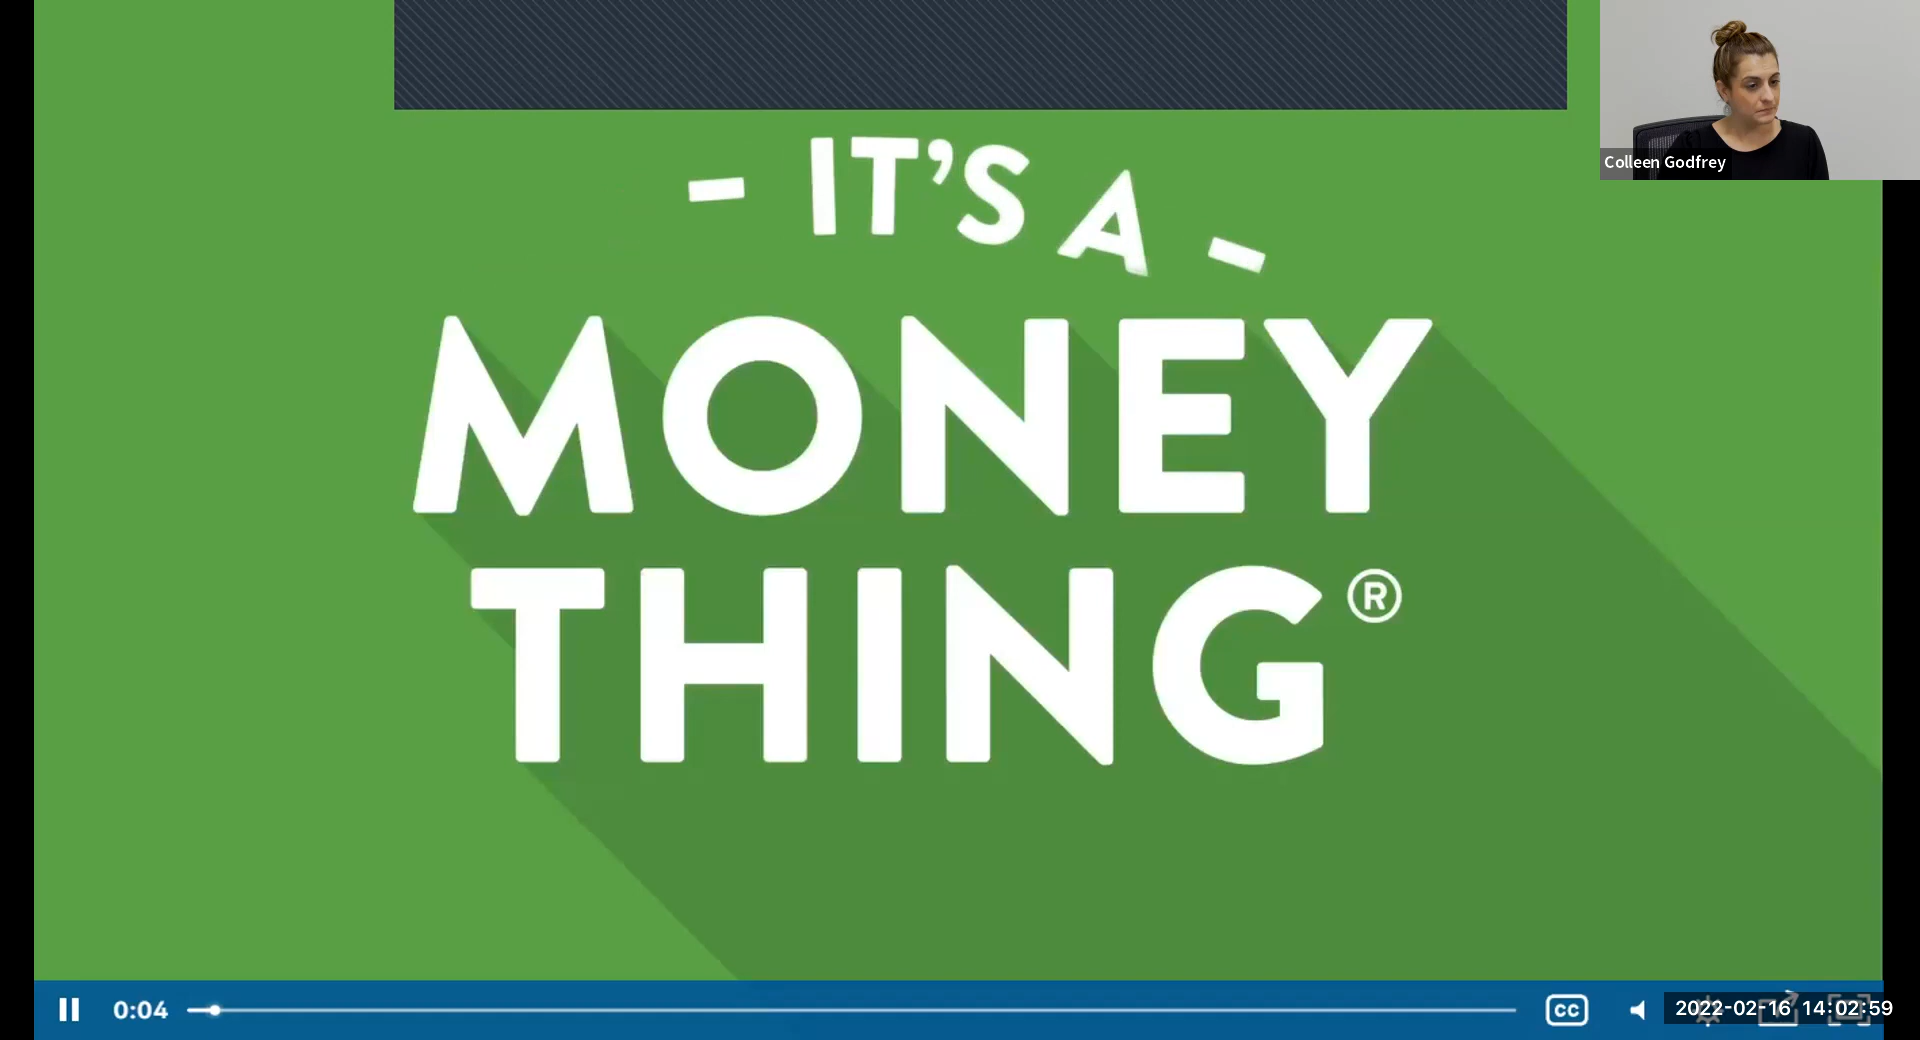 - IT'S A -
MONEY
THING®
Colleen Godfrey
0:04
CC
2022-02-16 14:02:59